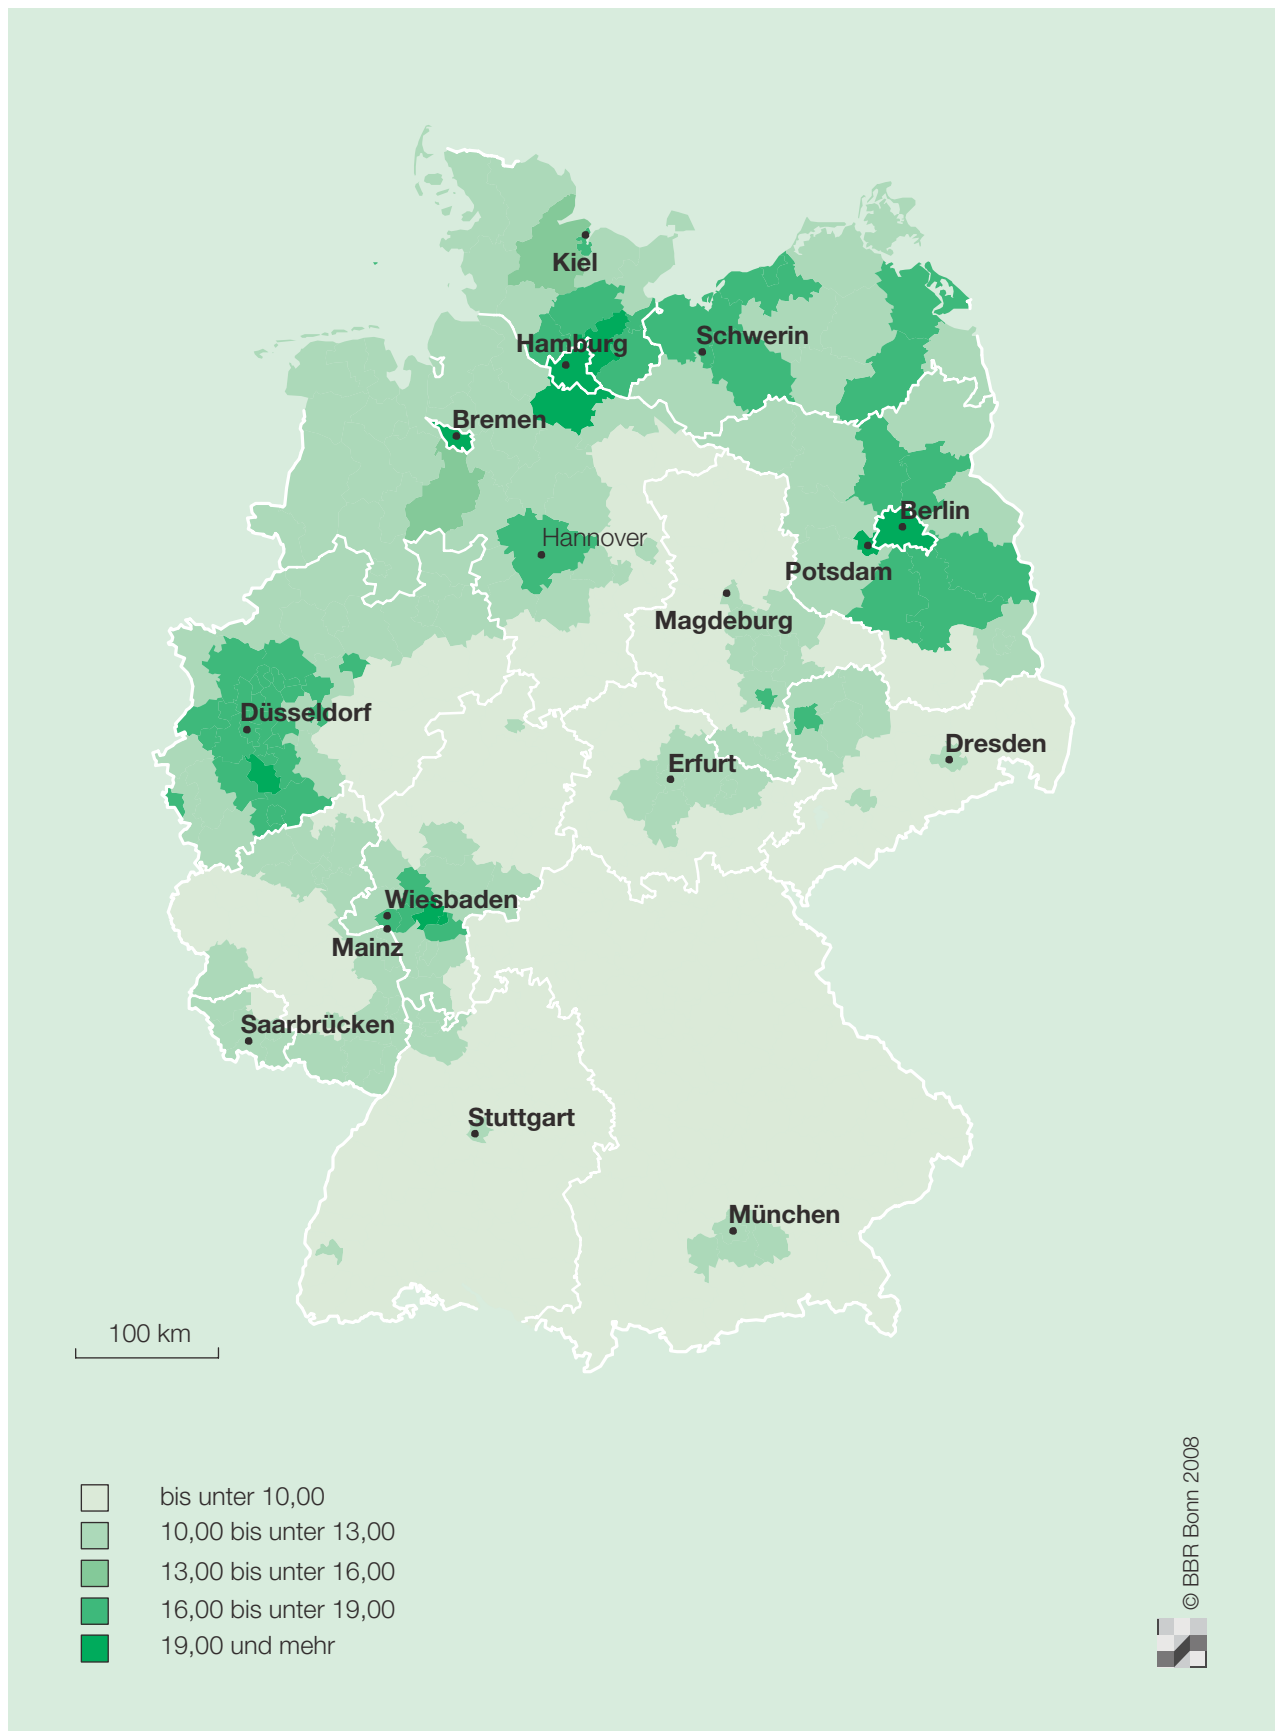 Kiel
Schwerin
Hamburg
Bremen
Berlin
Hannover
Potsdam
Magdeburg
Düsseldorf
Dresden
Erfurt
Wiesbaden
Mainz
Saarbrücken
Stuttgart
München
100 km
bis unter 10,00
10,00 bis unter 13,00
13,00 bis unter 16,00
16,00 bis unter 19,00
19,00 und mehr
© BBR Bonn 2008